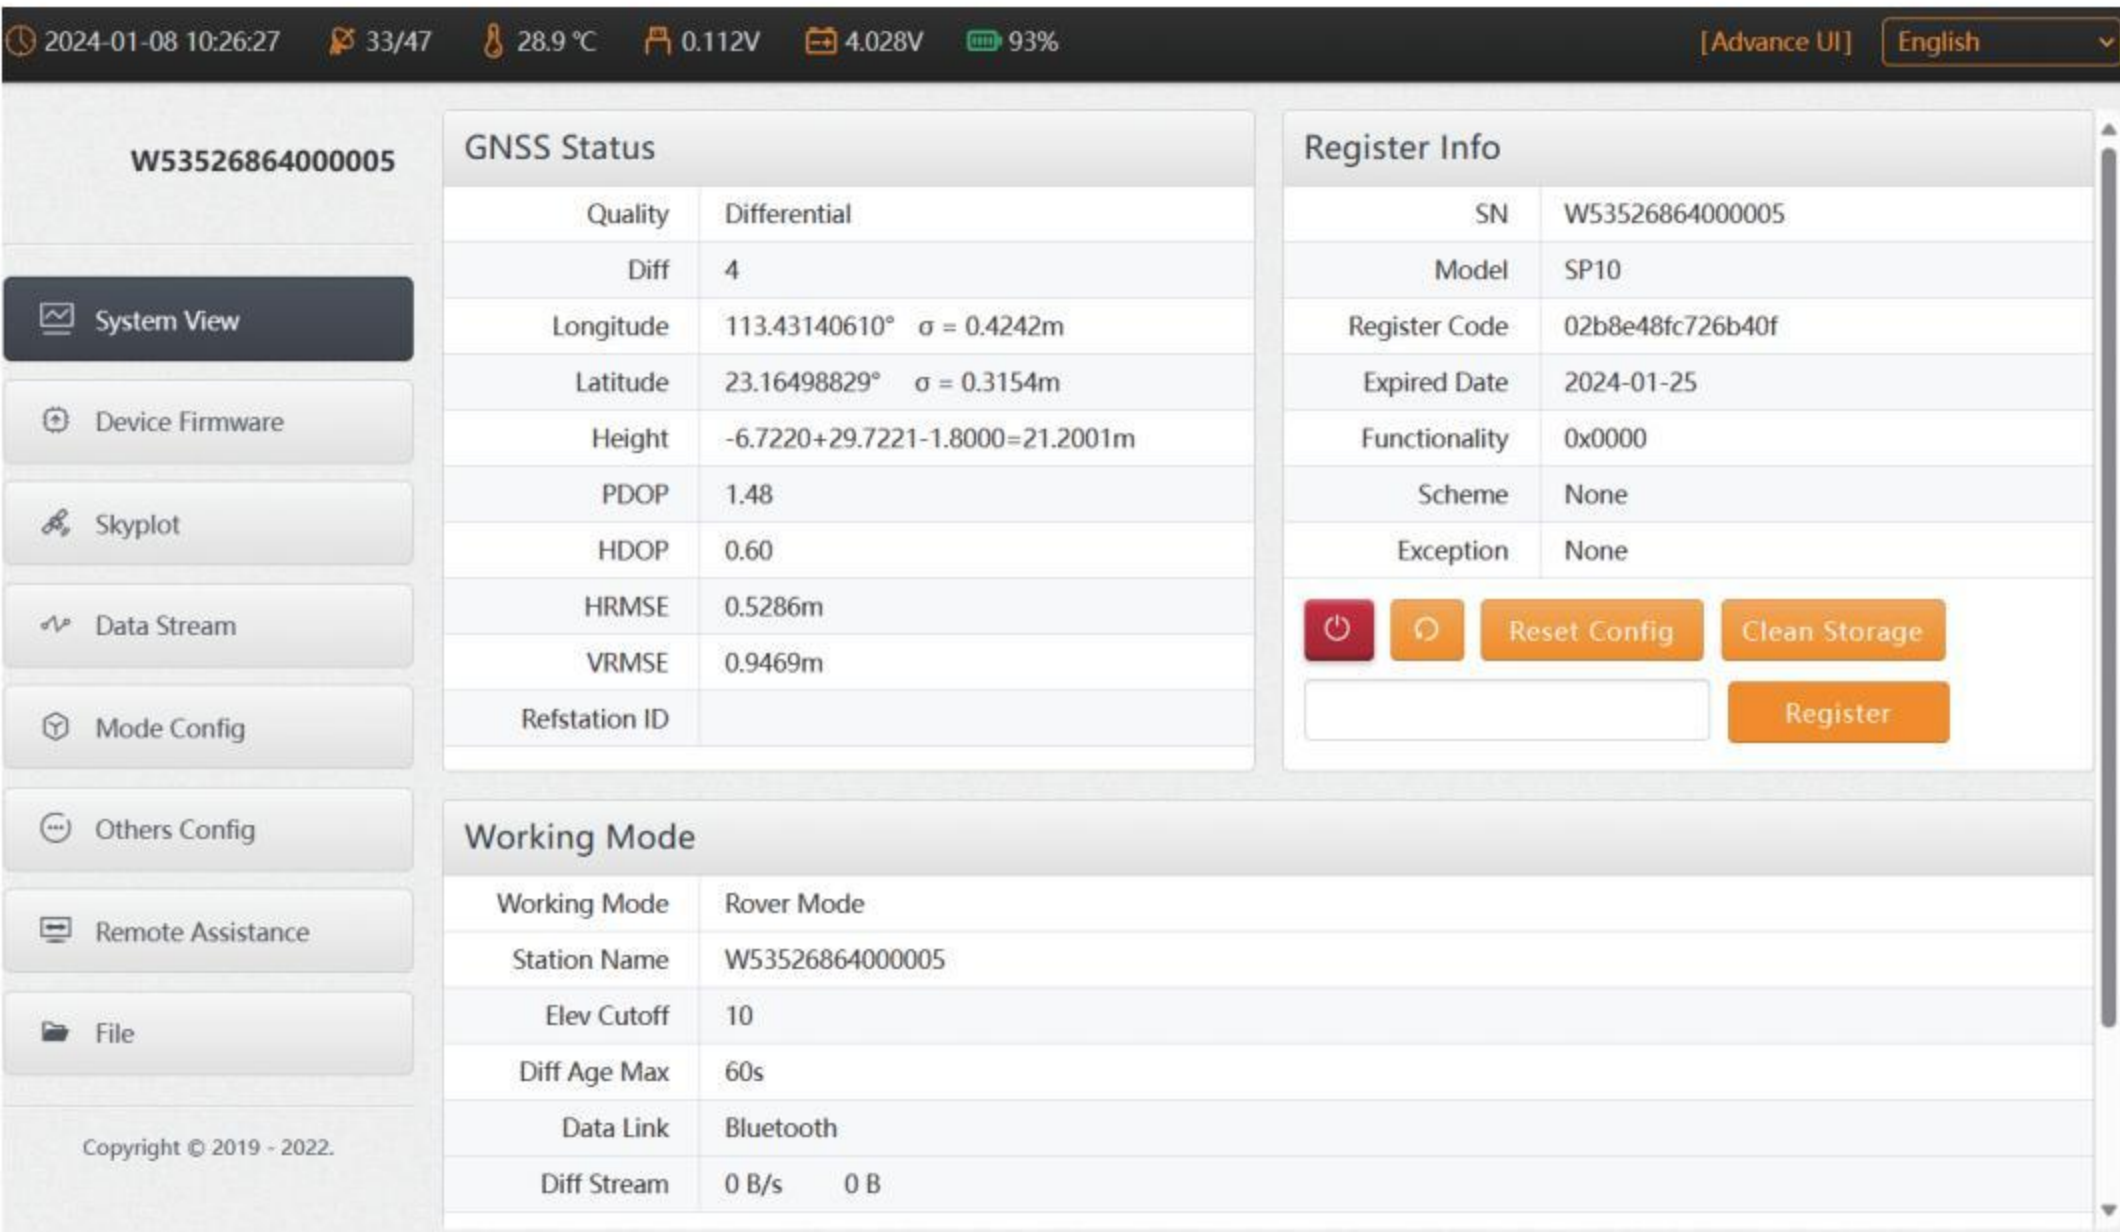 2024-01-08 10:26:27 33/47 28.9 ℃ 0.112V 4.028V 93% [Advance UI] English
W53526864000005
System View
Device Firmware
Skyplot
Data Stream
Mode Config
Others Config
Remote Assistance
File
Copyright © 2019 - 2022.
GNSS Status
Quality Differential
Diff 4
Longitude 113.43140610° σ = 0.4242m
Latitude 23.16498829° σ = 0.3154m
Height -6.7220+29.7221-1.8000=21.2001m
PDOP 1.48
HDOP 0.60
HRMSE 0.5286m
VRMSE 0.9469m
Refstation ID
Register Info
SN W53526864000005
Model SP10
Register Code 02b8e48fc726b40f
Expired Date 2024-01-25
Functionality 0x0000
Scheme None
Exception None
Reset Config Clean Storage
Register
Working Mode
Working Mode Rover Mode
Station Name W53526864000005
Elev Cutoff 10
Diff Age Max 60s
Data Link Bluetooth
Diff Stream 0 B/s 0 B